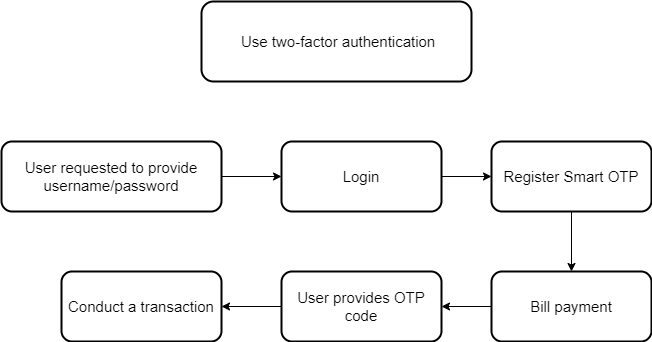 Use two-factor authentication
User requested to provide
username/password
Login
Register Smart OTP
Conduct a transaction
User provides OTP
code
Bill payment